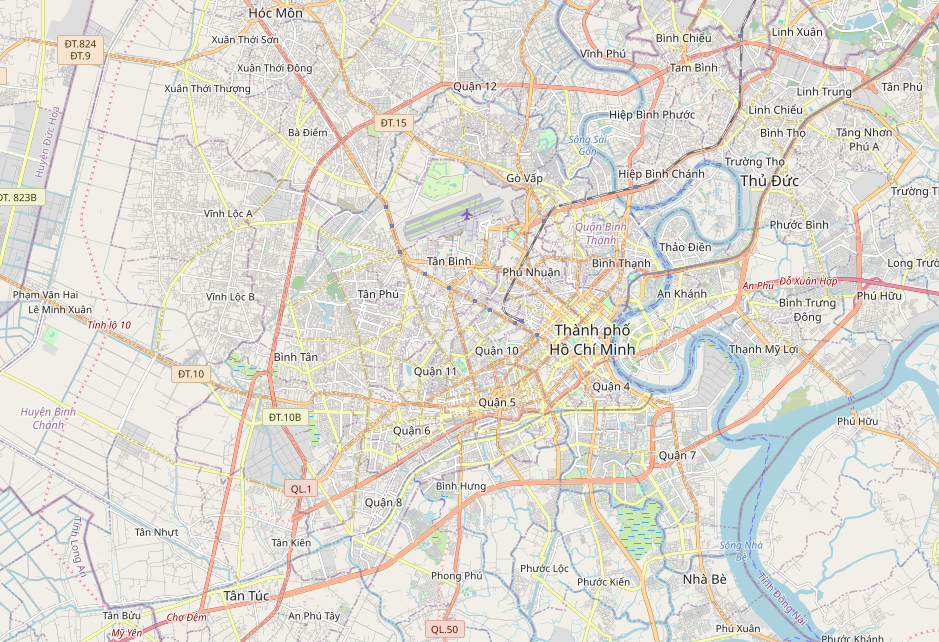 Hóc Môn
Linh Xuân
Bình Chiểu
Xuân Thới Sơn
ĐT.824
ĐT.9
Vĩnh Phú
Xuân Thới Đông
Tam Bình
Xuân Thới Thượng
Quận 12
Linh Trung
Tân Phú
Linh Chiểu
Hiệp Bình Phước
ĐT.15
Bà Điểm
Bình Thọ
Tăng Nhơn
Phú A
Sông Sài
Gòn
Huyện Đức Hòa
Trường Thọ
Hiệp Bình Chánh
Gò Vấp
Thủ Đức
ĐT. 823B
Trường T
Vĩnh Lộc A
Quận Bình
Thạnh
Phước Bình
Thảo Điền
Tân Bình
Bình Thạnh
Long Trườ
Phú Nhuận
Đỗ Xuân Hợp
An Phú
Phạm Văn Hai
Vĩnh Lộc B
Tân Phú
An Khánh
Phú Hữu
Bình Trưng
Đông
Lê Minh Xuân
Tỉnh lộ 10
Thành phố
Hồ Chí Minh
Quận 10
Thạnh Mỹ Lợi
Bình Tân
Quận 11
ĐT.10
Quận 4
Quận 5
Huyện Bình
Chánh
ĐT.10B
Phú Hữu
Quận 6
Quận 7
QL.1
Bình Hưng
Quận 8
Tân Nhựt
Tỉnh Long An
Tân Kiên
Sông Nhà
Bè
Phong Phú
Phước Lộc
Phước Kiển
Nhà Bè
Tỉnh Đồng Nai
Tân Túc
Tân Bửu
Chợ Đệm
An Phú Tây
Mỹ Yên
QL.50
Phú Xuân
Phước Khánh